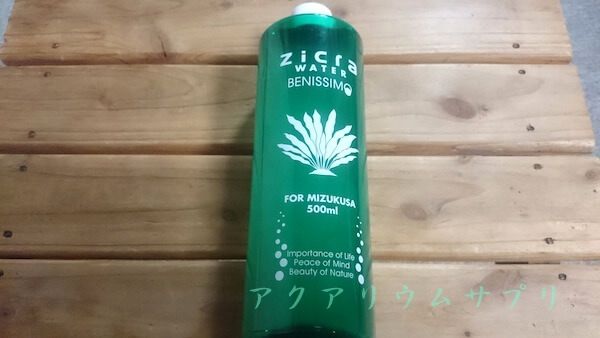 zicra
WATER
BENISSIMO
FOR MIZUKUSA
500ml
Importance of Life
Peace of Mind
Beauty of Nature
アクアリウムサプリ